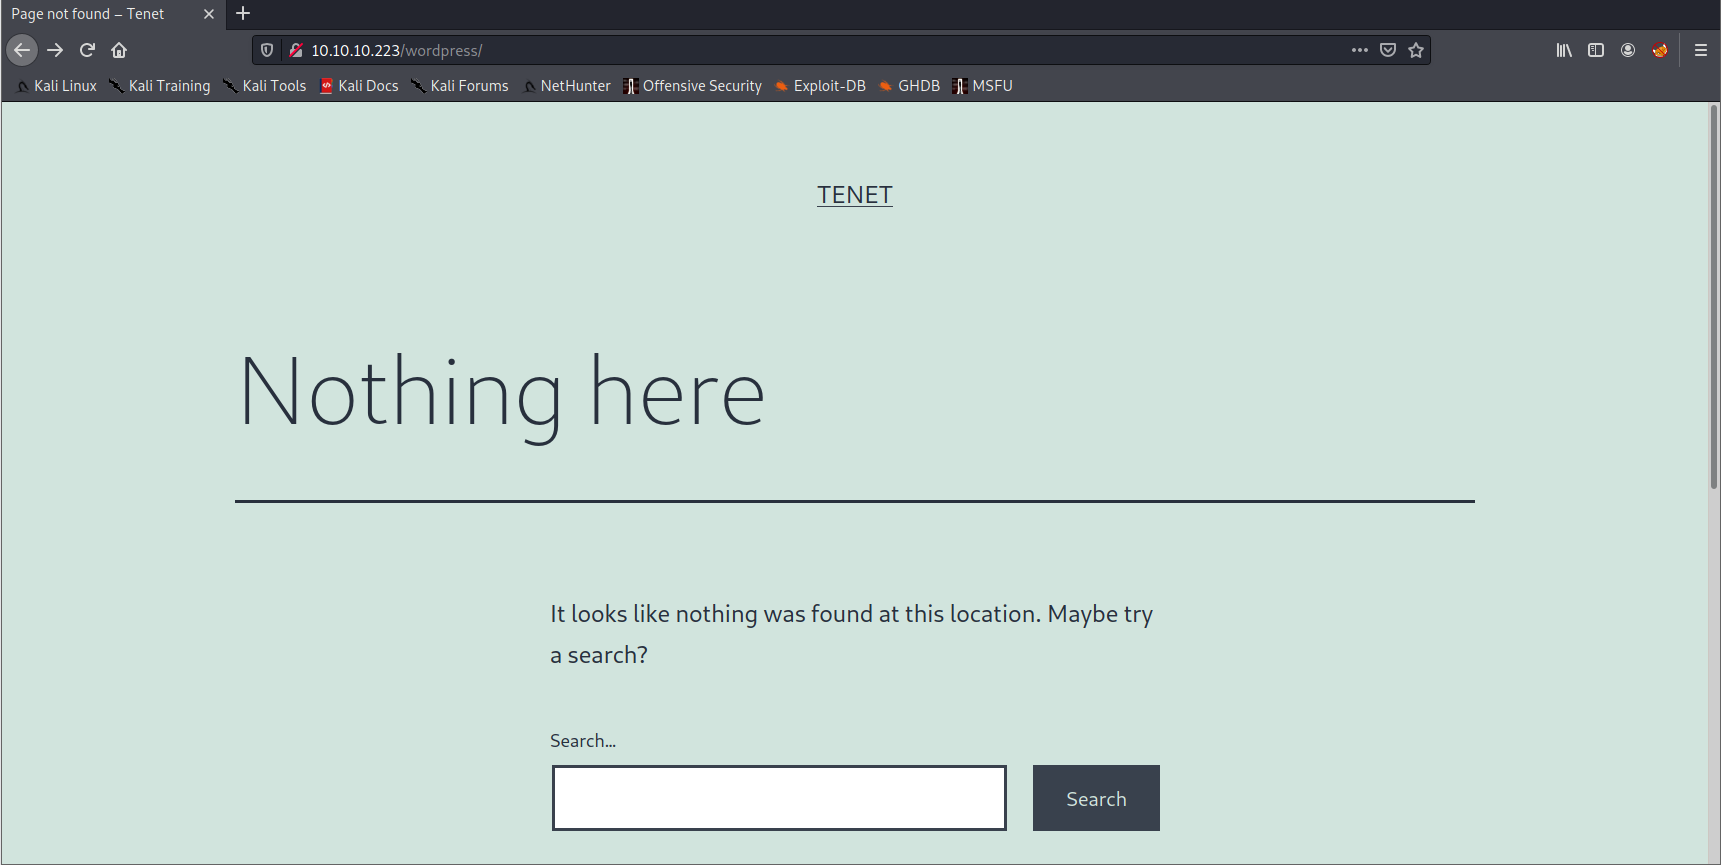 Page not found – Tenet
10.10.10.223/wordpress/
Kali Linux Kali Training Kali Tools Kali Docs Kali Forums NetHunter Offensive Security Exploit-DB GHDB MSFU
TENET
Nothing here
It looks like nothing was found at this location. Maybe try
a search?
Search...
Search